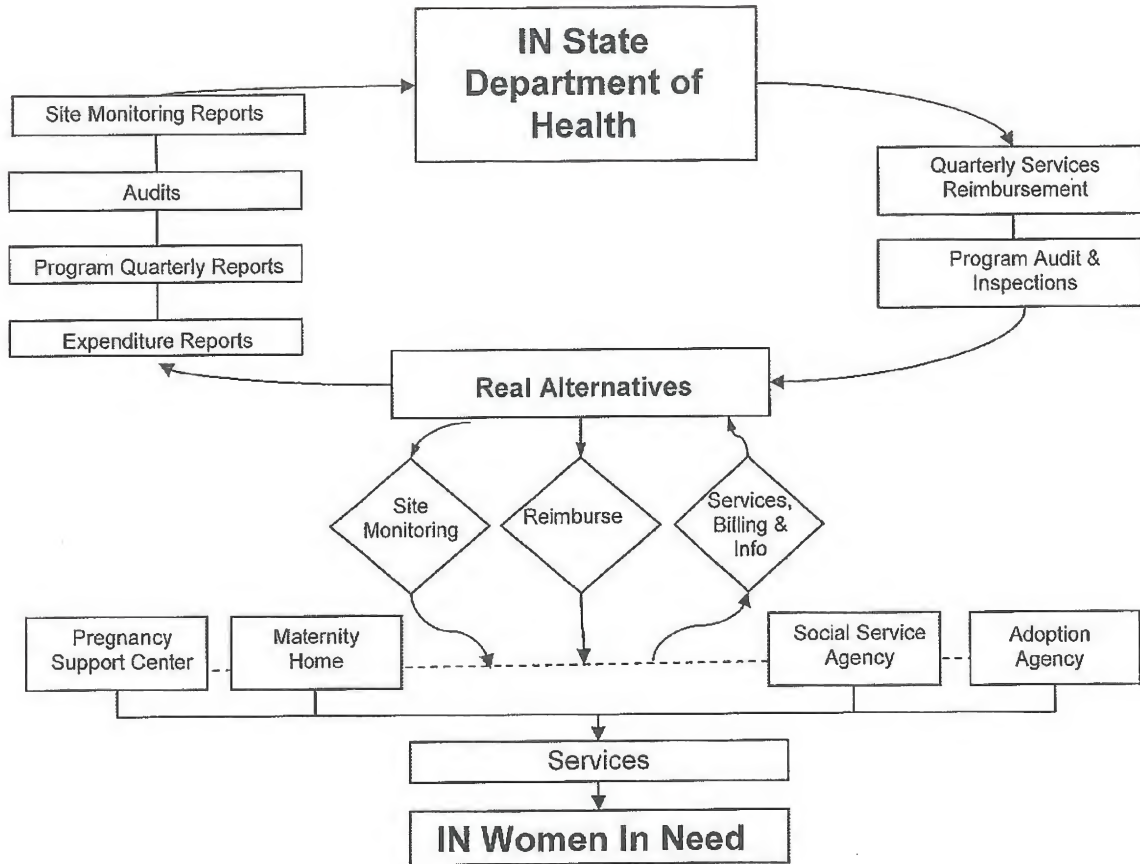 IN State
Department of
Health
Site Monitoring Reports
Audits
Program Quarterly Reports
Expenditure Reports
Quarterly Services
Reimbursement
Program Audit &
Inspections
Real Alternatives
Site
Monitoring
Reimburse
Services,
Billing &
Info
Pregnancy
Support Center
Maternity
Home
Social Service
Agency
Adoption
Agency
Services
IN Women In Need